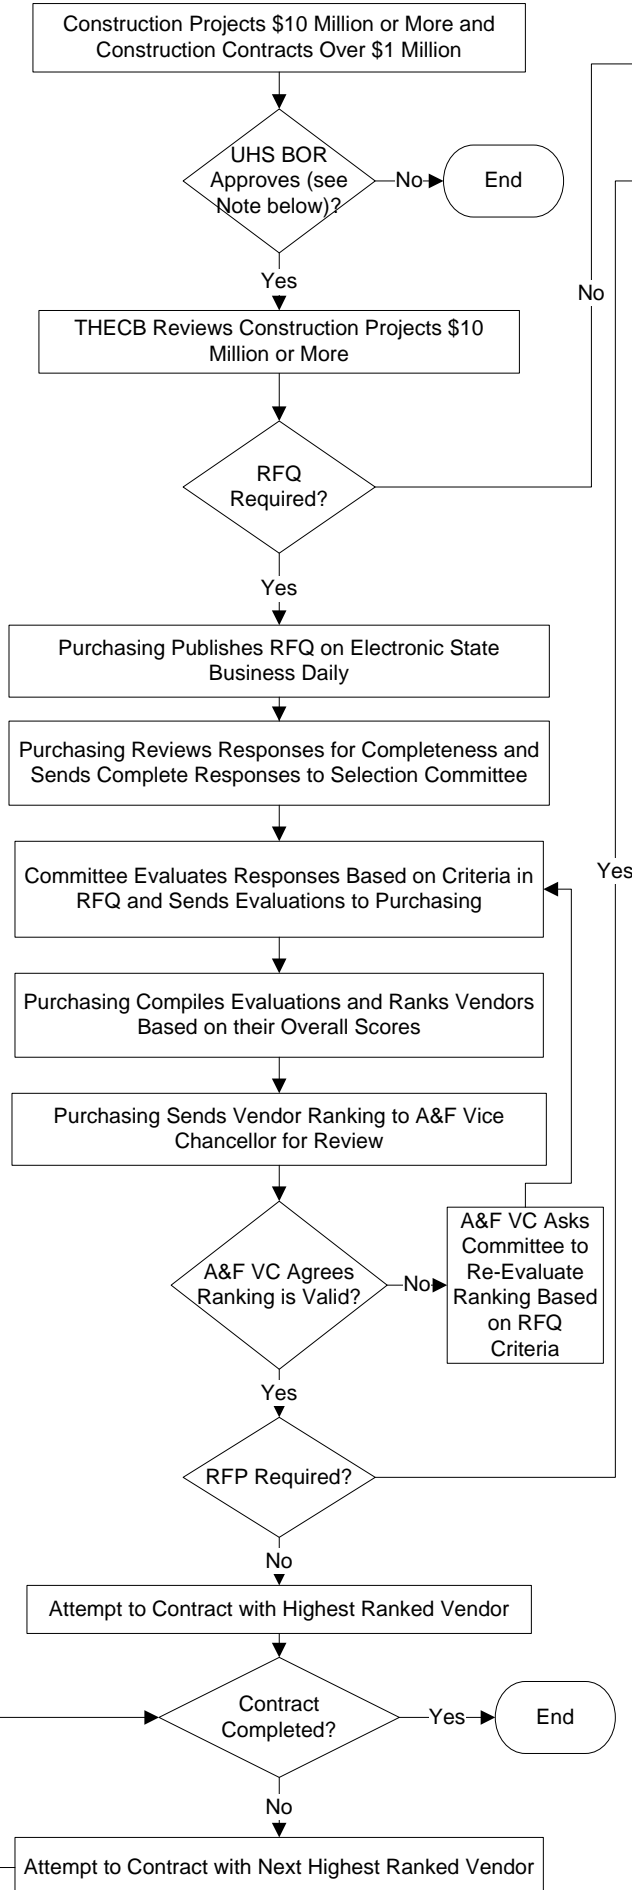 Construction Projects $10 Million or More and
Construction Contracts Over $1 Million
UHS BOR
Approves (see
Note below)?
No
End
Yes
No
THECB Reviews Construction Projects $10
Million or More
RFQ
Required?
Yes
Purchasing Publishes RFQ on Electronic State
Business Daily
Purchasing Reviews Responses for Completeness and
Sends Complete Responses to Selection Committee
Committee Evaluates Responses Based on Criteria in
RFQ and Sends Evaluations to Purchasing
Yes
Purchasing Compiles Evaluations and Ranks Vendors
Based on their Overall Scores
Purchasing Sends Vendor Ranking to A&F Vice
Chancellor for Review
A&F VC Agrees
Ranking is Valid?
No
A&F VC Asks
Committee to
Re-Evaluate
Ranking Based
on RFQ
Criteria
Yes
RFP Required?
No
Attempt to Contract with Highest Ranked Vendor
Contract
Completed?
Yes
End
No
Attempt to Contract with Next Highest Ranked Vendor